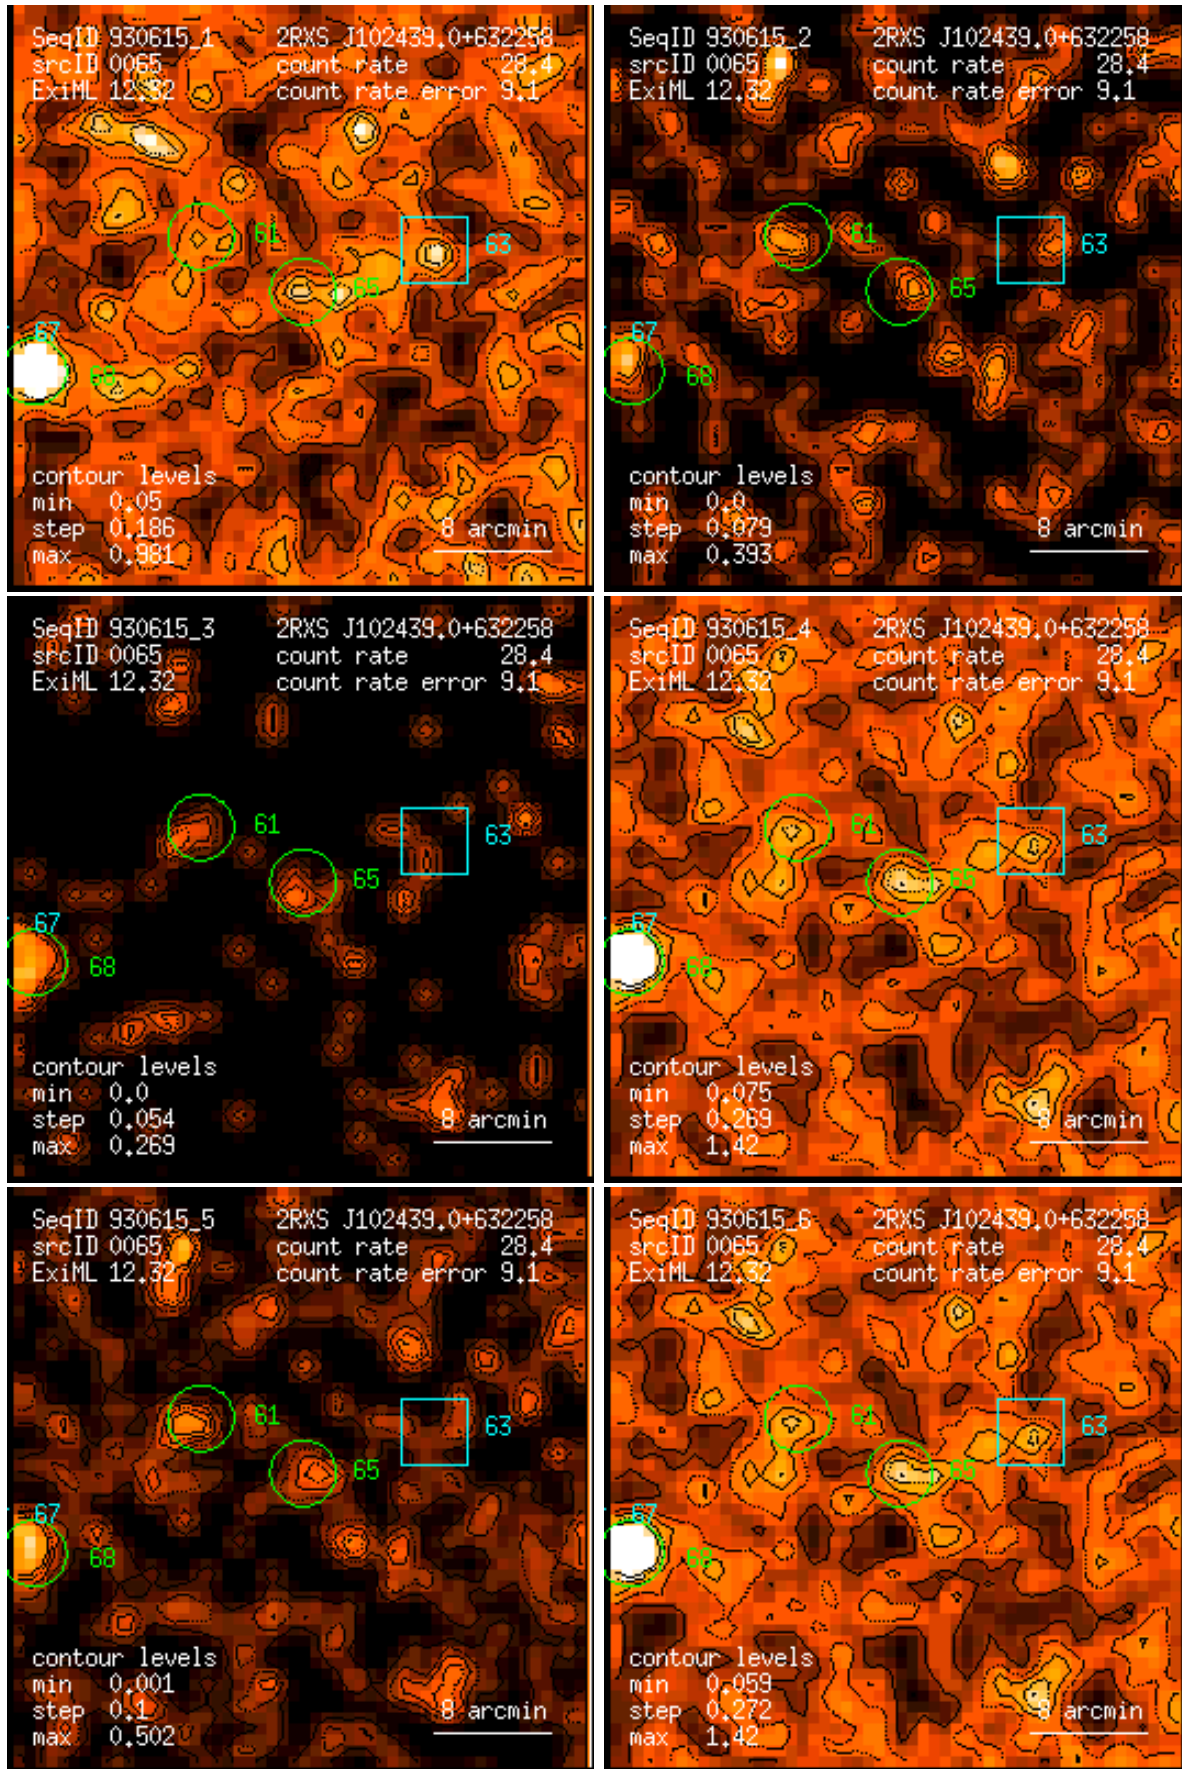 SeqID 930615_1 2RXS J102439.0+632258
srcID 0065 count rate 28.4
ExiML 12.32 count rate error 9.1
61
63
65
67
68
contour levels
min 0.05
step 0.186
max 0.981
8 arcmin
SeqID 930615_2 2RXS J102439.0+632258
srcID 0065 count rate 28.4
ExiML 12.32 count rate error 9.1
61
63
65
67
68
contour levels
min 0.0
step 0.079
max 0.393
8 arcmin
SeqID 930615_3 2RXS J102439.0+632258
srcID 0065 count rate 28.4
ExiML 12.32 count rate error 9.1
61
63
65
67
68
contour levels
min 0.0
step 0.054
max 0.269
8 arcmin
SeqID 930615_4 2RXS J102439.0+632258
srcID 0065 count rate 28.4
ExiML 12.32 count rate error 9.1
61
63
65
67
68
contour levels
min 0.075
step 0.269
max 1.42
8 arcmin
SeqID 930615_5 2RXS J102439.0+632258
srcID 0065 count rate 28.4
ExiML 12.32 count rate error 9.1
61
63
65
67
68
contour levels
min 0.001
step 0.1
max 0.502
8 arcmin
SeqID 930615_6 2RXS J102439.0+632258
srcID 0065 count rate 28.4
ExiML 12.32 count rate error 9.1
61
63
65
67
68
contour levels
min 0.059
step 0.272
max 1.42
8 arcmin